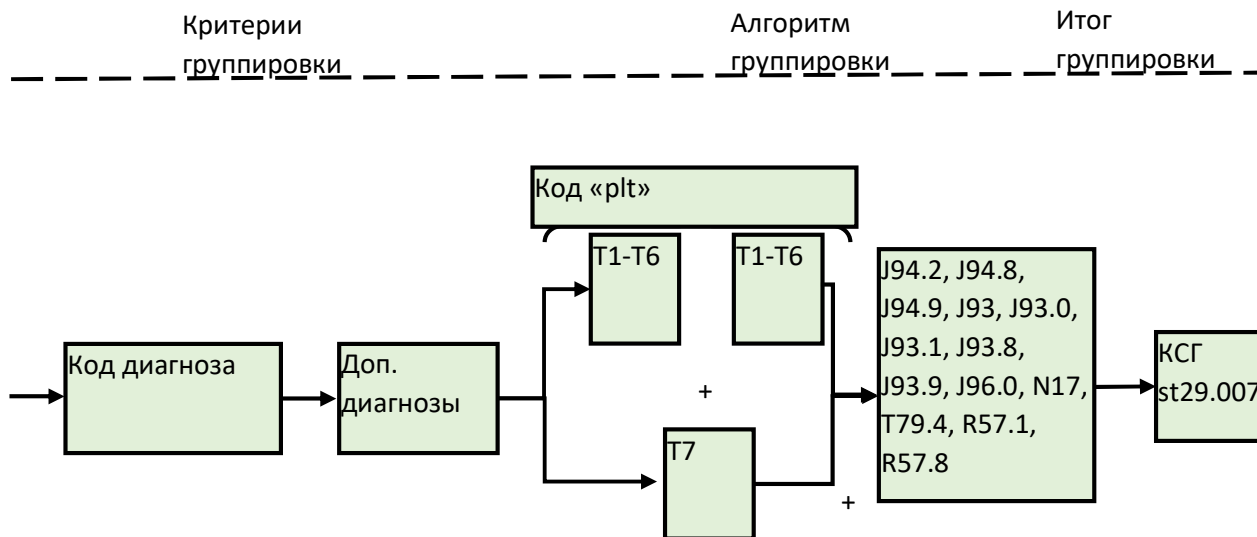 Критерии
группировки
Алгоритм
группировки
Итог
группировки
Код «plt»
T1-T6
T1-T6
Код диагноза
Доп.
диагнозы
+
T7
+
J94.2, J94.8,
J94.9, J93, J93.0,
J93.1, J93.8,
J93.9, J96.0, N17,
T79.4, R57.1,
R57.8
КСГ
st29.007